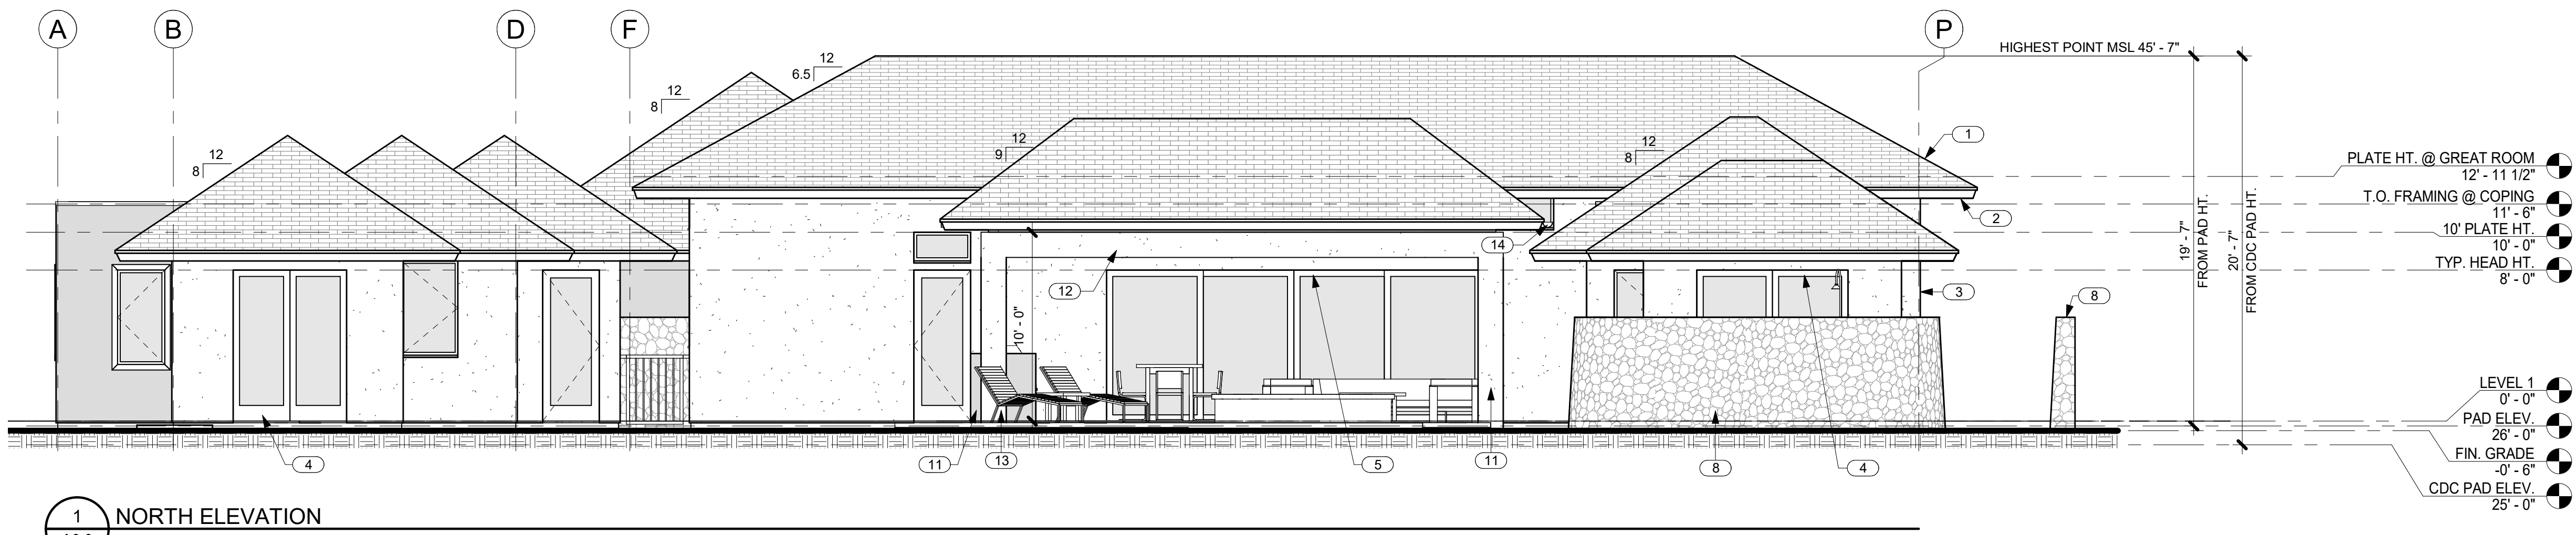 A
B
D
F
P
HIGHEST POINT MSL 45' - 7"
12
6.5
12
8
12
8
12
9
12
8
1
2
3
PLATE HT. @ GREAT ROOM
12' - 11 1/2"
T.O. FRAMING @ COPING
11' - 6"
10' PLATE HT.
10' - 0"
TYP. HEAD HT.
8' - 0"
19' - 7"
FROM PAD HT.
20' - 7"
FROM CDC PAD HT.
14
12
10' - 0"
8
LEVEL 1
0' - 0"
PAD ELEV.
26' - 0"
FIN. GRADE
-0' - 6"
CDC PAD ELEV.
25' - 0"
4
11
13
5
11
8
4
1
NORTH ELEVATION